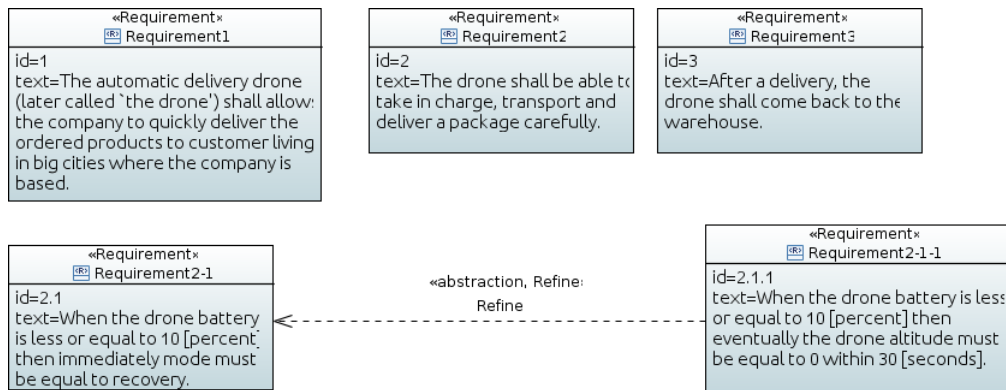 «Requirement»
Requirement1
id=1
text=The automatic delivery drone
(later called `the drone') shall allow
the company to quickly deliver the
ordered products to customer living
in big cities where the company is
based.
«Requirement»
Requirement2
id=2
text=The drone shall be able to
take in charge, transport and
deliver a package carefully.
«Requirement»
Requirement3
id=3
text=After a delivery, the
drone shall come back to the
warehouse.
«Requirement»
Requirement2-1
id=2.1
text=When the drone battery
is less or equal to 10 [percent]
then immediately mode must
be equal to recovery.
«abstraction, Refine»
Refine
«Requirement»
Requirement2-1-1
id=2.1.1
text=When the drone battery is less
or equal to 10 [percent] then
eventually the drone altitude must
be equal to 0 within 30 [seconds].